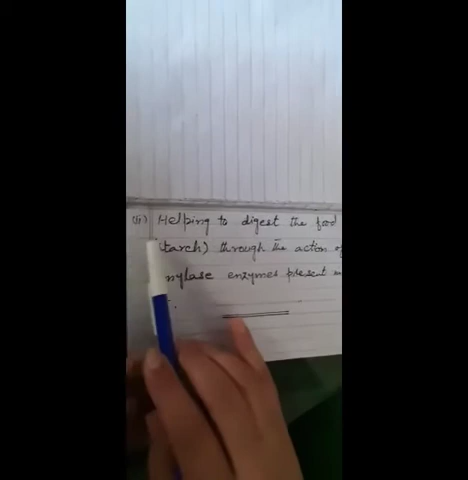 (ii) Helping to digest the food
tarch) through the action of
mylase enzymes present in